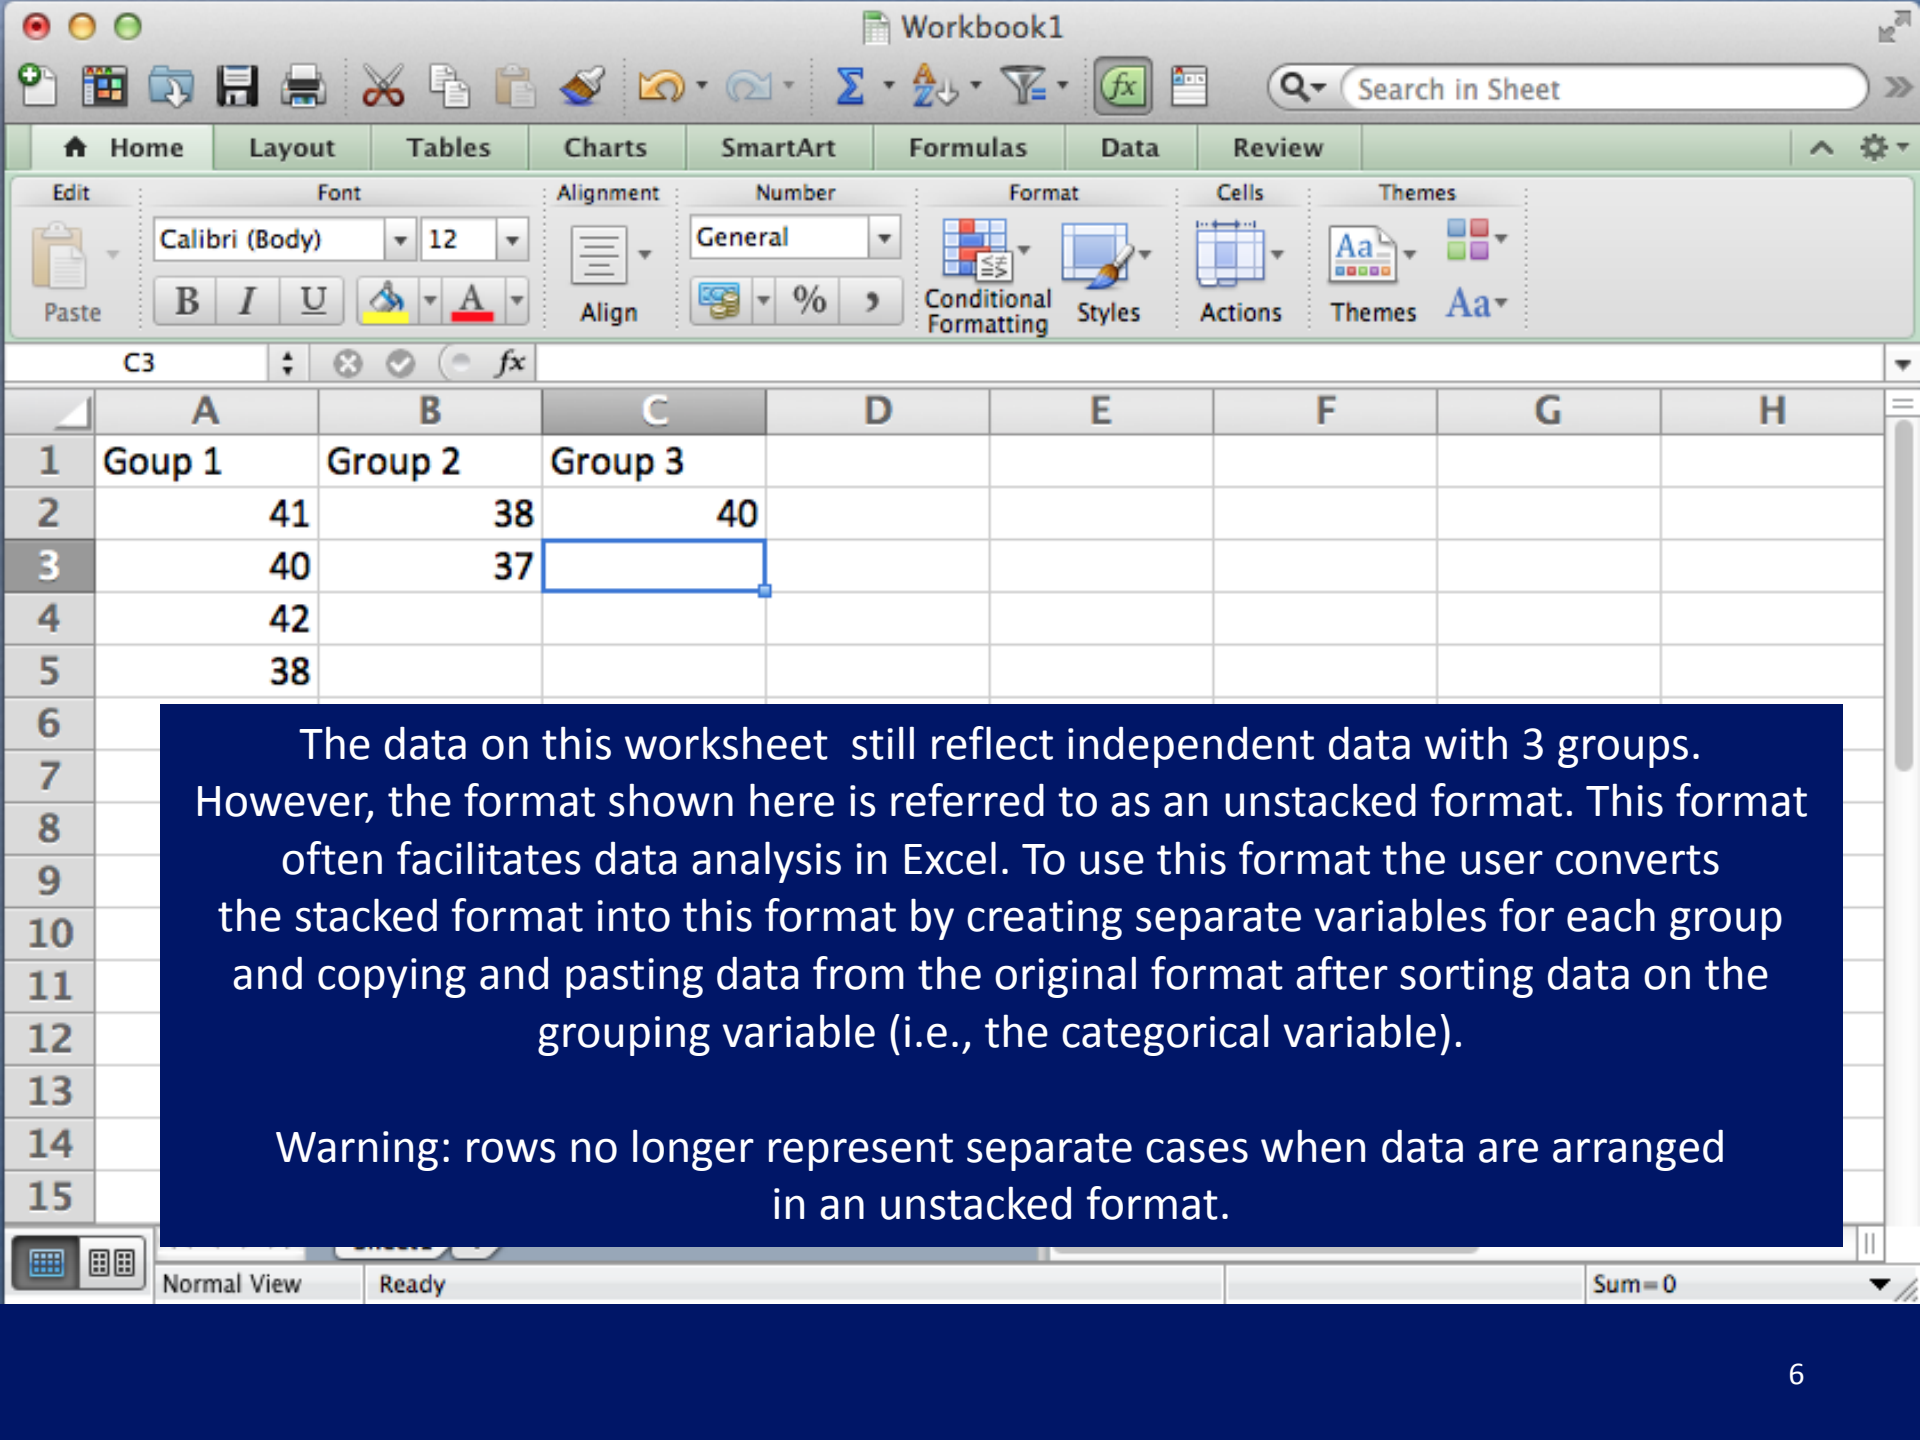 Workbook1
Search in Sheet
Home Layout Tables Charts SmartArt Formulas Data Review
Edit Font Alignment Number Format Cells Themes
Calibri (Body) 12 General
Paste B I U A Align % , Conditional Formatting Styles Actions Aa Themes Aa
C3 fx
A B C D E F G H
1 Goup 1 Group 2 Group 3
2 41 38 40
3 40 37
4 42
5 38
6
7
8
9
10
11
12
13
14
15
The data on this worksheet still reflect independent data with 3 groups.
However, the format shown here is referred to as an unstacked format. This format
often facilitates data analysis in Excel. To use this format the user converts
the stacked format into this format by creating separate variables for each group
and copying and pasting data from the original format after sorting data on the
grouping variable (i.e., the categorical variable).
Warning: rows no longer represent separate cases when data are arranged
in an unstacked format.
Normal View Ready Sum=0
6